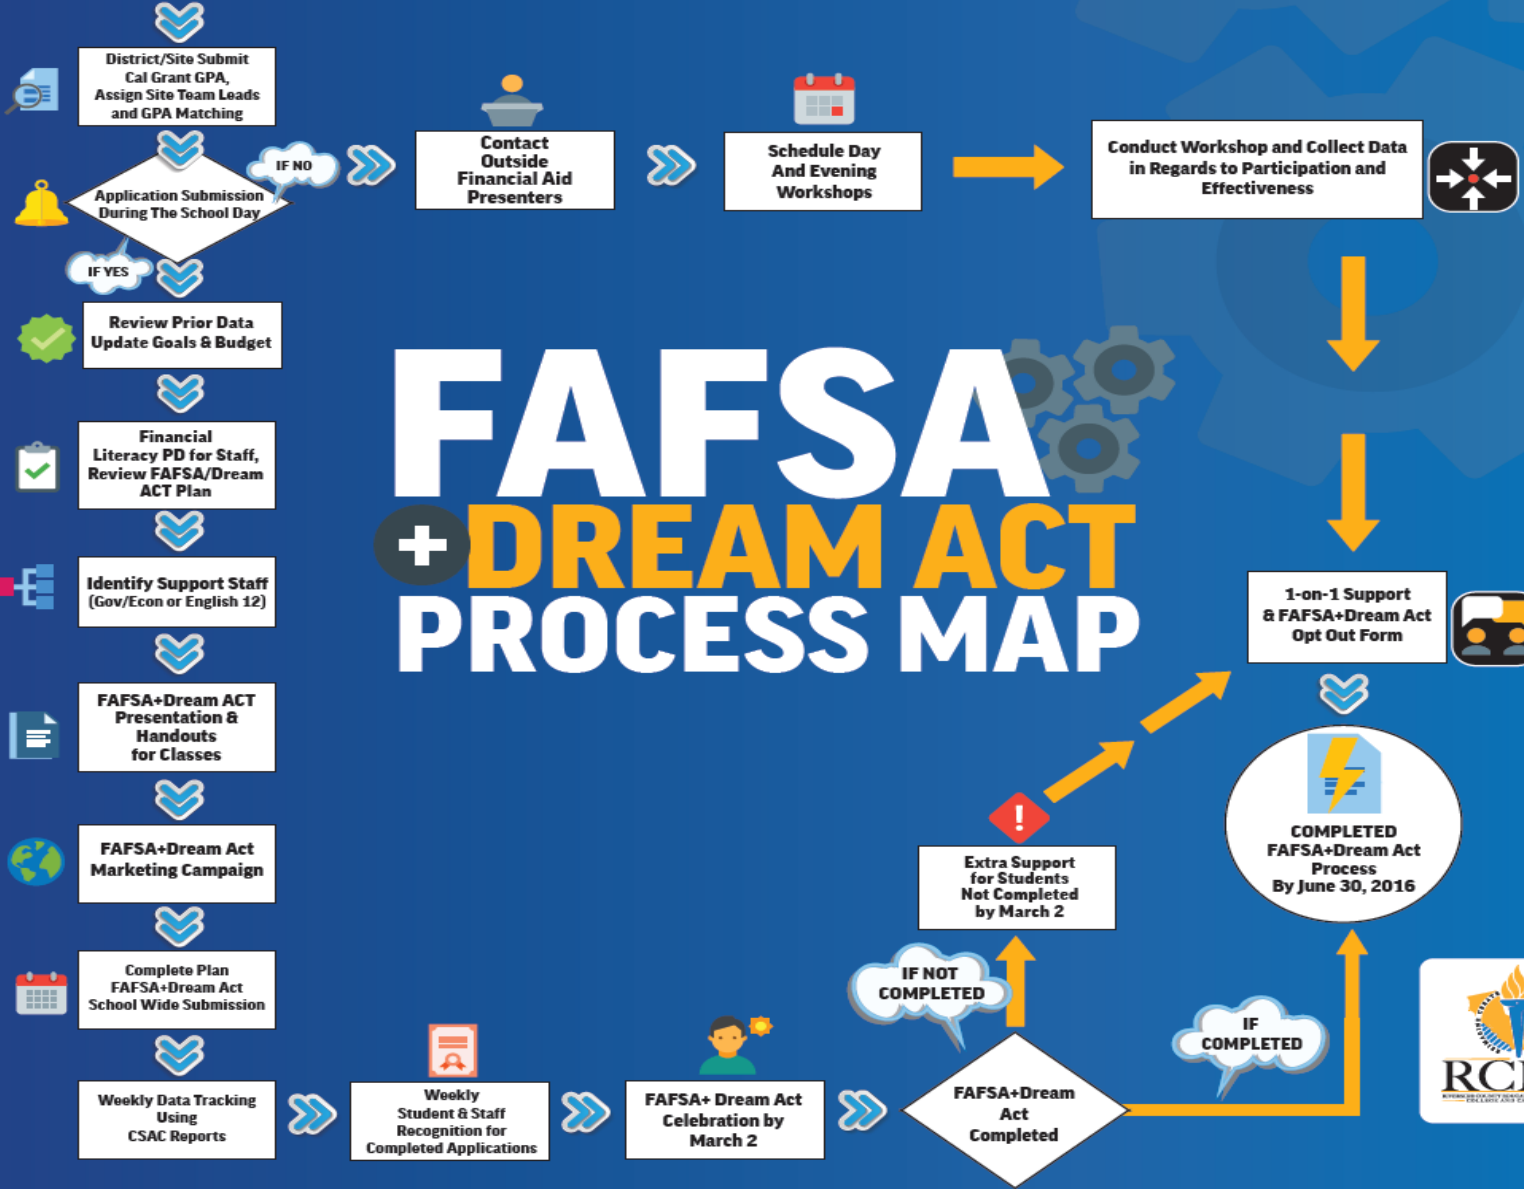 District/Site Submit
Cal Grant GPA,
Assign Site Team Leads
and GPA Matching
Application Submission
During The School Day
IF NO
Contact
Outside
Financial Aid
Presenters
Schedule Day
And Evening
Workshops
Conduct Workshop and Collect Data
in Regards to Participation and
Effectiveness
IF YES
Review Prior Data
Update Goals & Budget
Financial
Literacy PD for Staff,
Review FAFSA/Dream
ACT Plan
Identify Support Staff
(Gov/Econ or English 12)
FAFSA+Dream ACT
Presentation &
Handouts
for Classes
FAFSA+Dream Act
Marketing Campaign
Complete Plan
FAFSA+Dream Act
School Wide Submission
Weekly Data Tracking
Using
CSAC Reports
FAFSA
+DREAM ACT
PROCESS MAP
Weekly
Student & Staff
Recognition for
Completed Applications
FAFSA+ Dream Act
Celebration by
March 2
FAFSA+Dream
Act
Completed
IF NOT
COMPLETED
Extra Support
for Students
Not Completed
by March 2
IF
COMPLETED
1-on-1 Support
& FAFSA+Dream Act
Opt Out Form
COMPLETED
FAFSA+Dream Act
Process
By June 30, 2016